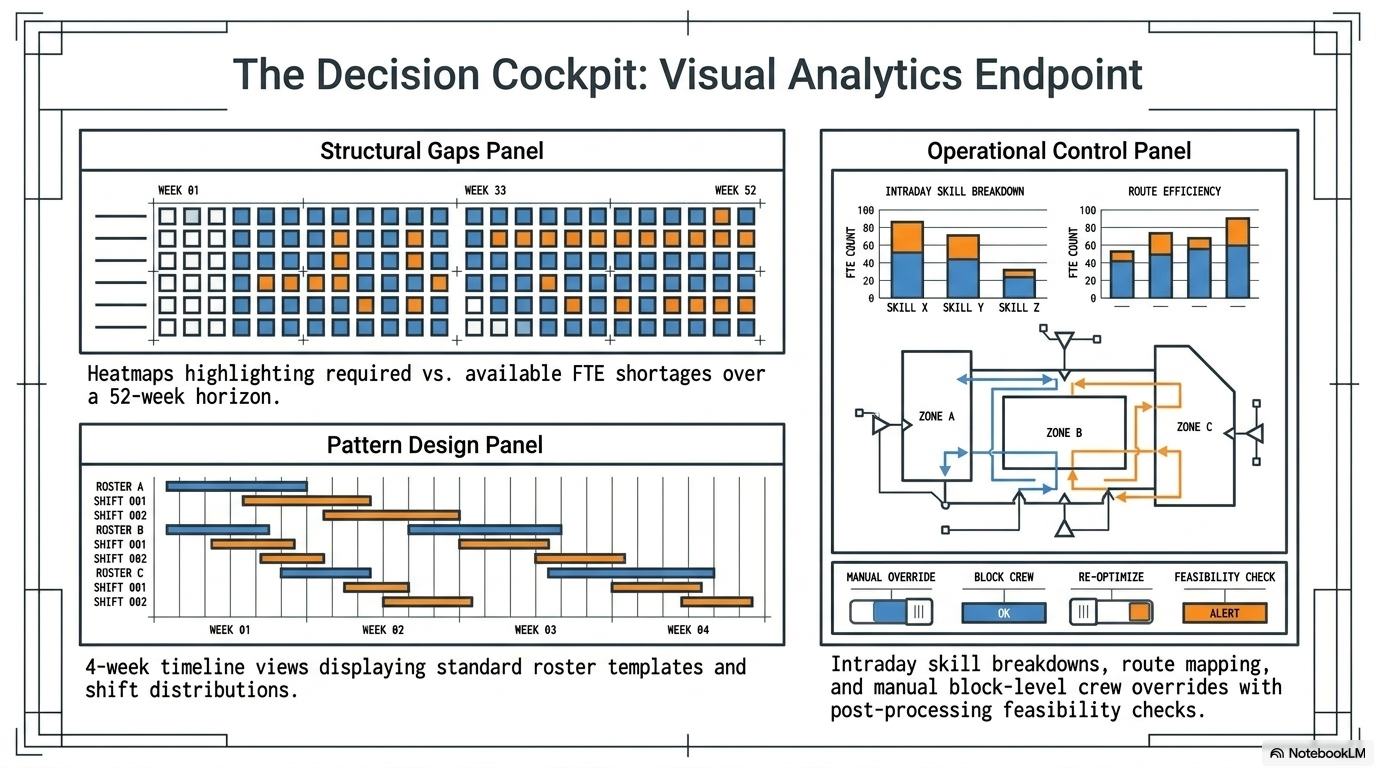 The Decision Cockpit: Visual Analytics Endpoint
Structural Gaps Panel
WEEK 01
WEEK 33
WEEK 52
Heatmaps highlighting required vs. available FTE shortages over
a 52-week horizon.
Pattern Design Panel
ROSTER A
SHIFT 001
SHIFT 002
ROSTER B
SHIFT 001
SHIFT 002
ROSTER C
SHIFT 001
SHIFT 002
WEEK 01
WEEK 02
WEEK 03
WEEK 04
4-week timeline views displaying standard roster templates and
shift distributions.
Operational Control Panel
INTRADAY SKILL BREAKDOWN
FTE COUNT
100
80
60
40
20
0
SKILL X
SKILL Y
SKILL Z
ROUTE EFFICIENCY
FTE COUNT
100
80
60
40
20
0
ZONE A
ZONE B
ZONE C
MANUAL OVERRIDE
BLOCK CREW
OK
RE-OPTIMIZE
FEASIBILITY CHECK
ALERT
Intraday skill breakdowns, route mapping,
and manual block-level crew overrides with
post-processing feasibility checks.
NotebookLM